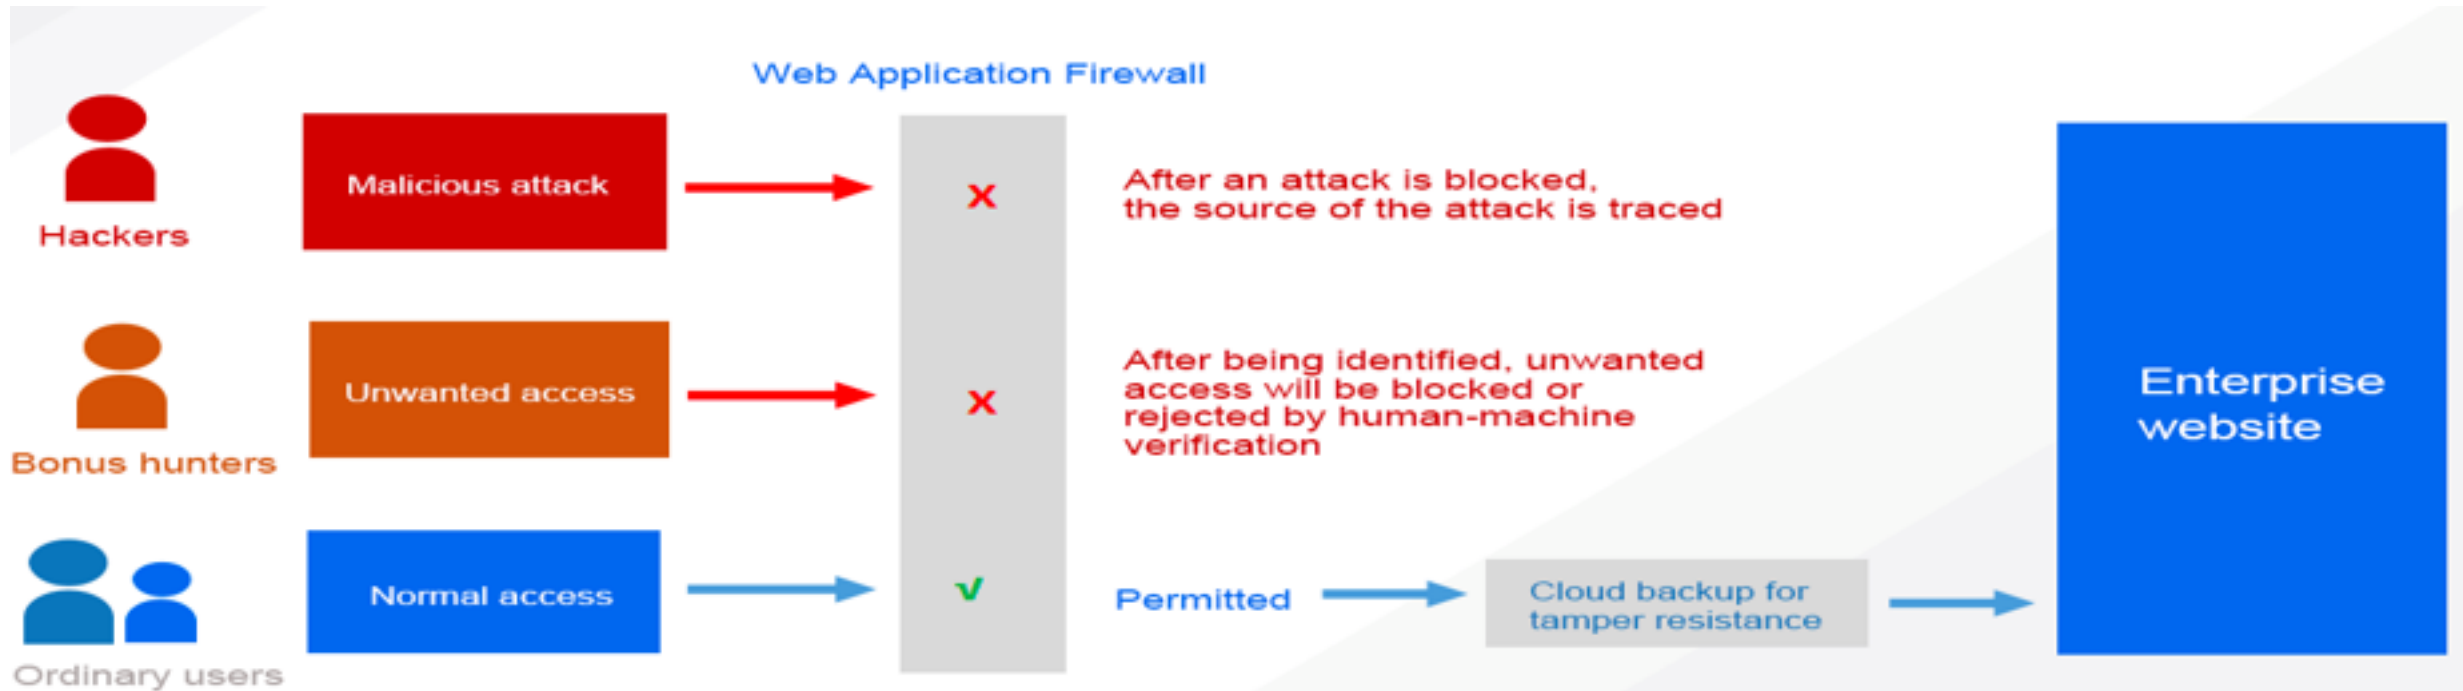 Web Application Firewall
Hackers
Malicious attack
x
After an attack is blocked,
the source of the attack is traced
Bonus hunters
Unwanted access
x
After being identified, unwanted
access will be blocked or
rejected by human-machine
verification
Ordinary users
Normal access
√
Permitted
Cloud backup for
tamper resistance
Enterprise
website